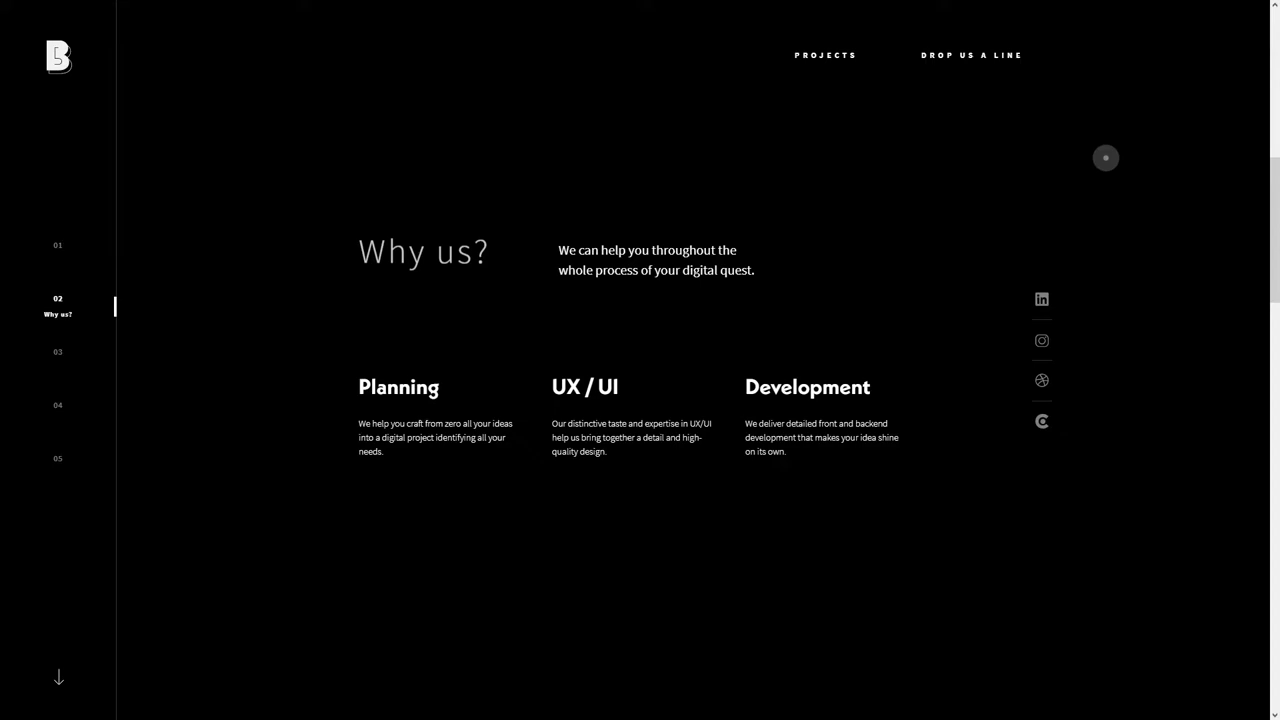 B
PROJECTS
DROP US A LINE
01
02
Why us?
03
04
05
Why us?
We can help you throughout the
whole process of your digital quest.
Planning
We help you craft from zero all your ideas
into a digital project identifying all your
needs.
UX / UI
Our distinctive taste and expertise in UX/UI
help us bring together a detail and high-
quality design.
Development
We deliver detailed front and backend
development that makes your idea shine
on its own.
in